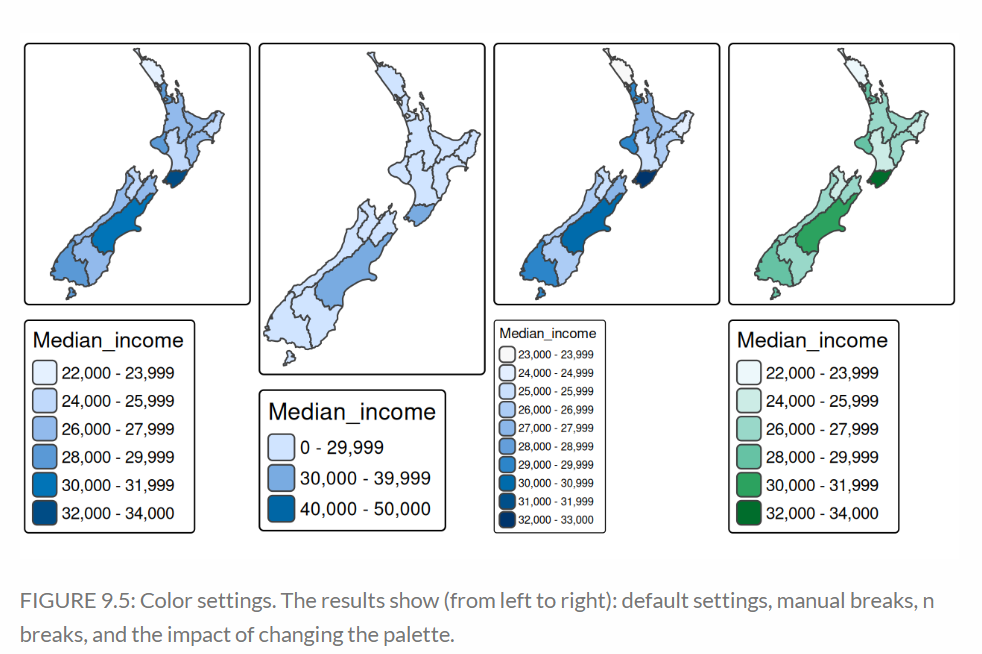 Median_income
22,000 - 23,999
24,000 - 25,999
26,000 - 27,999
28,000 - 29,999
30,000 - 31,999
32,000 - 34,000
Median_income
0 - 29,999
30,000 - 39,999
40,000 - 50,000
Median_income
23,000 - 23,999
24,000 - 24,999
25,000 - 25,999
26,000 - 26,999
27,000 - 27,999
28,000 - 28,999
29,000 - 29,999
30,000 - 30,999
31,000 - 31,999
32,000 - 33,000
Median_income
22,000 - 23,999
24,000 - 25,999
26,000 - 27,999
28,000 - 29,999
30,000 - 31,999
32,000 - 34,000
FIGURE 9.5: Color settings. The results show (from left to right): default settings, manual breaks, n
breaks, and the impact of changing the palette.